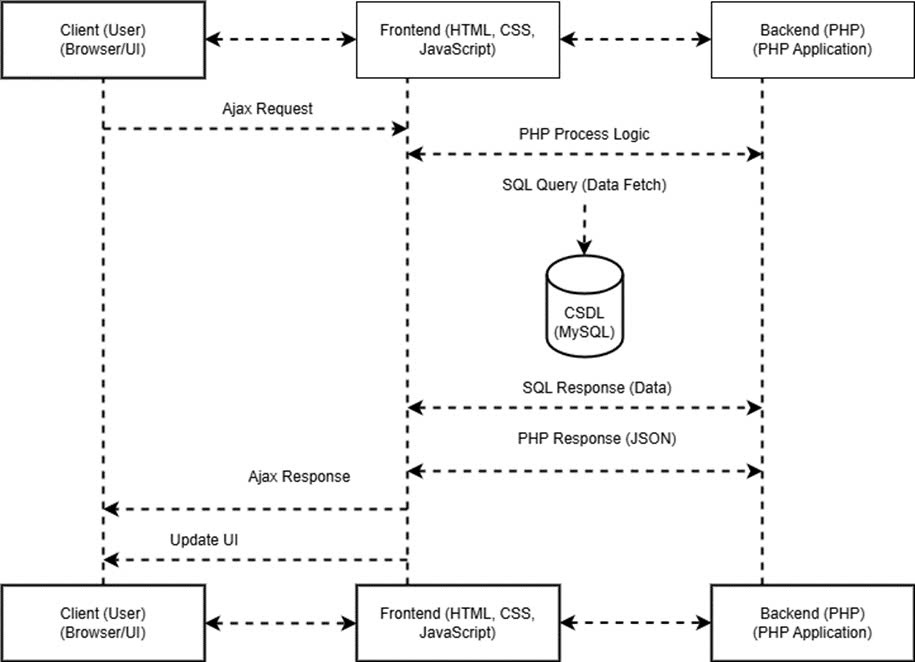 Client (User)
(Browser/UI)
Frontend (HTML, CSS,
JavaScript)
Backend (PHP)
(PHP Application)
Ajax Request
PHP Process Logic
SQL Query (Data Fetch)
CSDL
(MySQL)
SQL Response (Data)
PHP Response (JSON)
Ajax Response
Update UI
Client (User)
(Browser/UI)
Frontend (HTML, CSS,
JavaScript)
Backend (PHP)
(PHP Application)